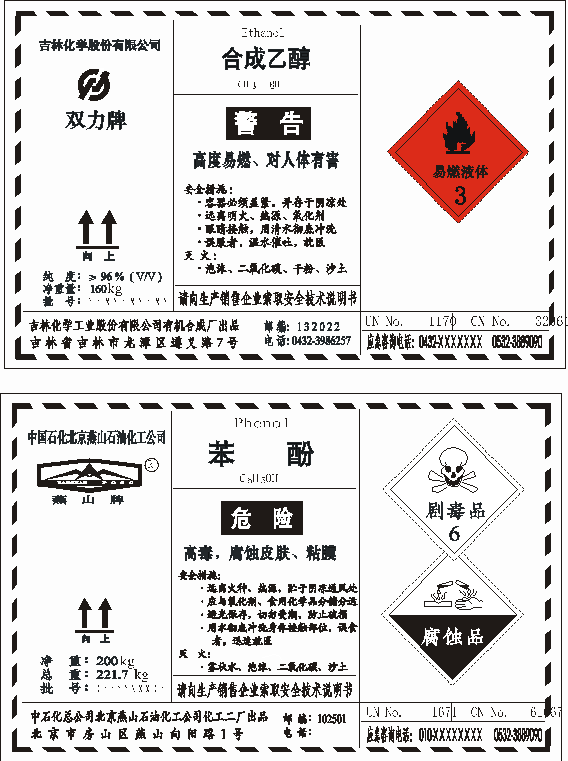 吉林化学股份有限公司
双力牌
向 上
纯 度：≥96%(V/V)
净重量：160kg
批 号：
Ethanol
合成乙醇
警 告
高度易燃、对人体有害
安全措施：
·容器必须盖紧，并存于阴凉处
·远离明火、热源、氧化剂
·眼睛接触，用清水彻底冲洗
·误服者，温水催吐，就医
灭 火：
·泡沫、二氧化碳、干粉、沙土
请向生产销售企业索取安全技术说明书
易燃液体
3
吉林化学工业股份有限公司有机合成厂出品
吉林省吉林市龙潭区遵义路7号
邮编：132022
电话：0432-3986257
UN No. 1170 CN No.
应急咨询电话：0432-XXXXXXX 0532-3889090
中国石化北京燕山石油化工公司
燕山牌
向 上
净 重：200kg
总 重：221.7kg
批 号：
Phenol
苯 酚
C₆H₅OH
危 险
高毒，腐蚀皮肤、粘膜
安全措施：
·远离火种、热源，贮于阴凉通风处
·应与氧化剂、食用化学品分储分运
·避光保存，切勿受潮，防止破损
·用水彻底冲洗身体接触部位，误食
者，迅速就医
灭 火：
·雾状水、泡沫、二氧化碳、沙土
请向生产销售企业索取安全技术说明书
剧毒品
6
腐蚀品
中石化总公司北京燕山石油化工公司化工二厂出品
北京市房山区燕山向阳路1号
邮编：102501
电话：
UN No. 1671 CN No.
应急咨询电话：010-XXXXXXXX 0532-3889090